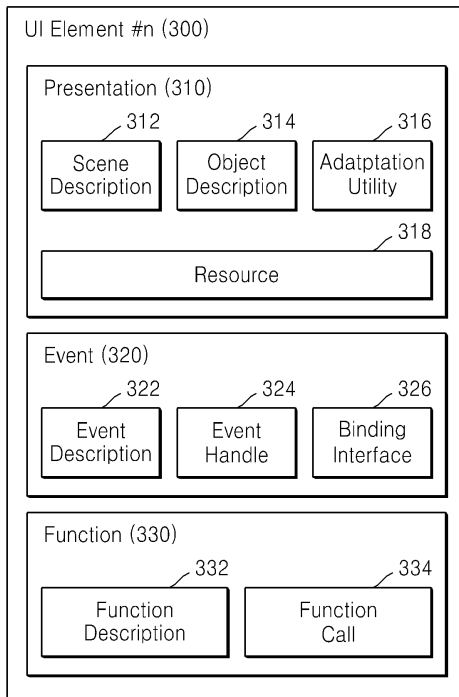 UI Element #n (300)
Presentation (310)
312
314
316
Scene
Description
Object
Description
Adatptation
Utility
318
Resource
Event (320)
322
324
326
Event
Description
Event
Handle
Binding
Interface
Function (330)
332
334
Function
Description
Function
Call